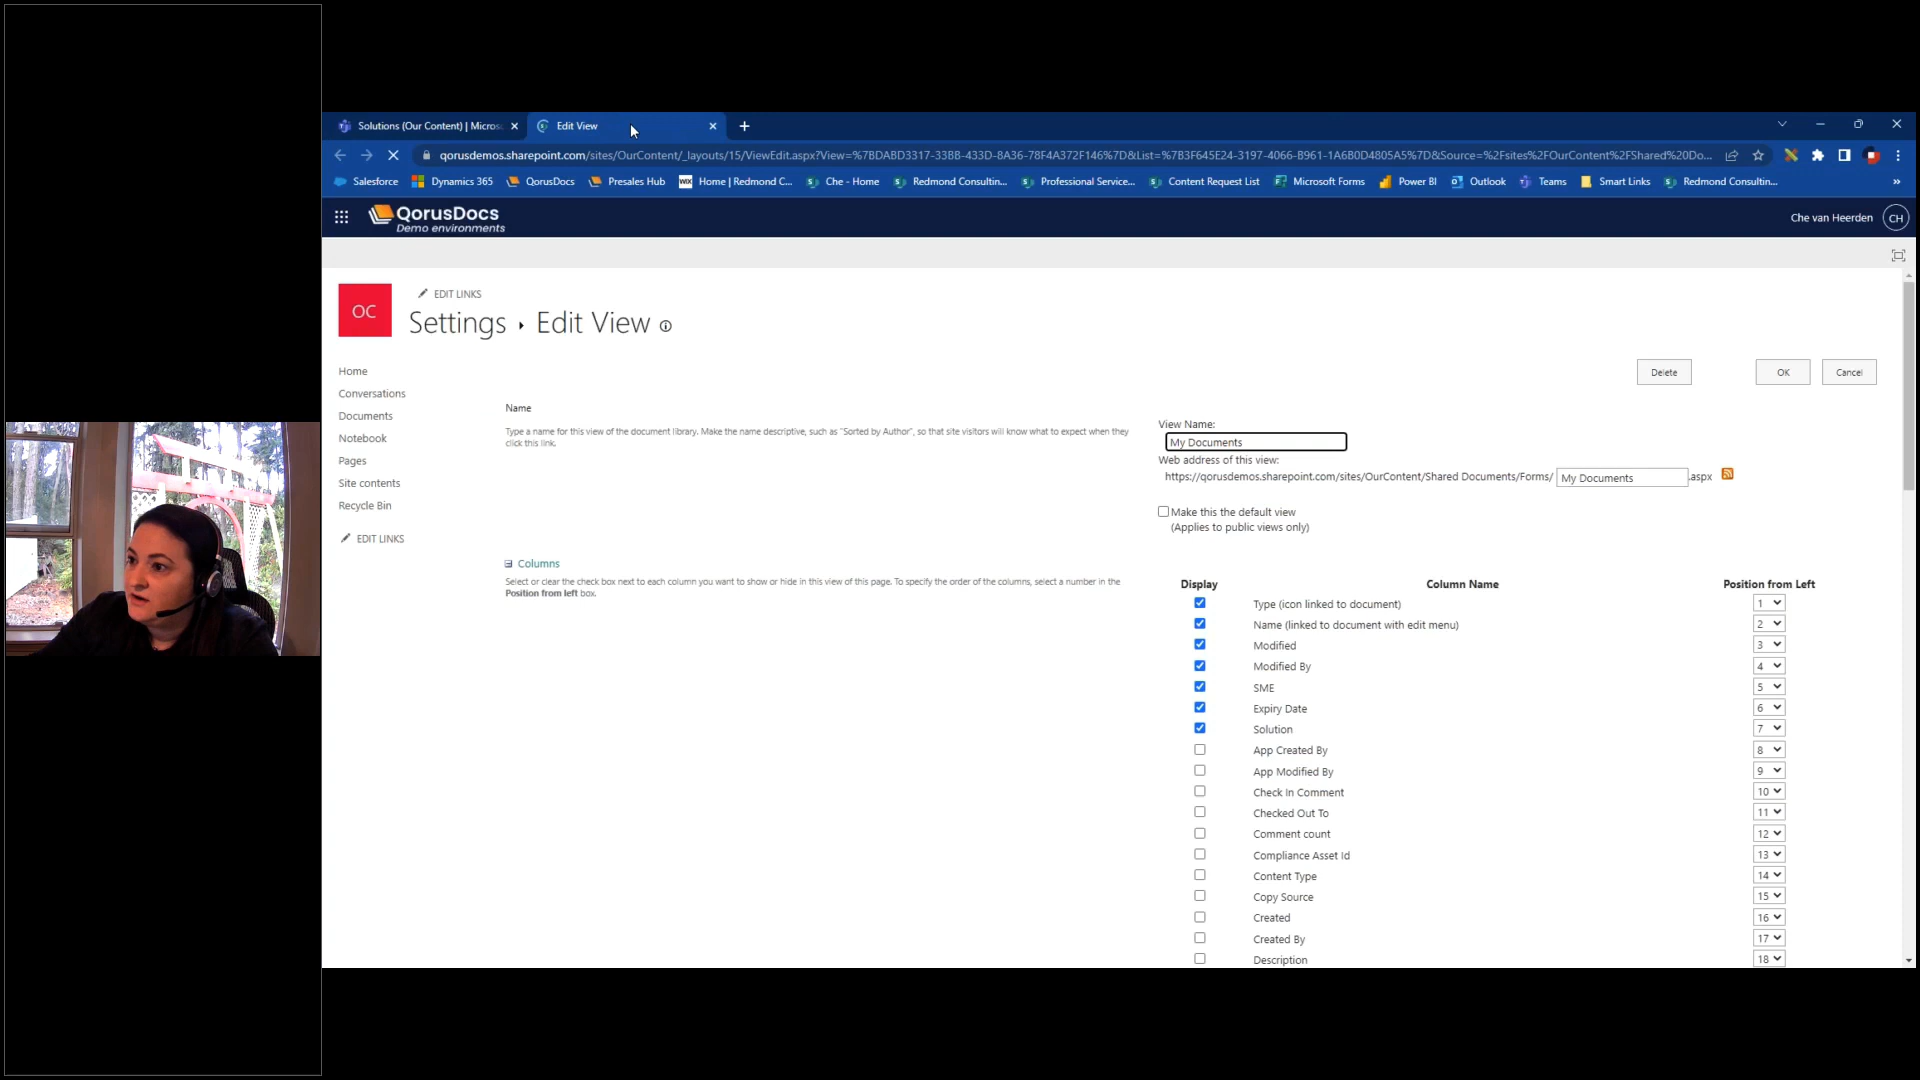 Solutions (Our Content) | Micros
Edit View
qorusdemos.sharepoint.com/sites/OurContent/_layouts/15/ViewEdit.aspx?View=%7BDABD3317-33BB-433D-8A36-78F4A372F146%7D&List=%7B3F645E24-3197-4066-B961-1A6B0D4805A5%7D&Source=%2Fsites%2FOurContent%2FShared%20Do...
Salesforce
Dynamics 365
QorusDocs
Presales Hub
WX
Home | Redmond C...
Che - Home
Redmond Consultin...
Professional Service...
Content Request List
Microsoft Forms
Power BI
Outlook
Teams
Smart Links
Redmond Consultin...
»
QorusDocs
Demo environments
Che van Heerden
CH
OC
EDIT LINKS
Settings ▸ Edit View
Home
Conversations
Documents
Notebook
Pages
Site contents
Recycle Bin
EDIT LINKS
Delete
OK
Cancel
Name
Type a name for this view of the document library. Make the name descriptive, such as "Sorted by Author", so that site visitors will know what to expect when they
click this link.
View Name:
My Documents
Web address of this view:
https://qorusdemos.sharepoint.com/sites/OurContent/Shared Documents/Forms/ My Documents .aspx
Make this the default view
(Applies to public views only)
Columns
Select or clear the check box next to each column you want to show or hide in this view of this page. To specify the order of the columns, select a number in the
Position from left box.
Display Column Name Position from Left
Type (icon linked to document) 1
Name (linked to document with edit menu) 2
Modified 3
Modified By 4
SME 5
Expiry Date 6
Solution 7
App Created By 8
App Modified By 9
Check In Comment 10
Checked Out To 11
Comment count 12
Compliance Asset Id 13
Content Type 14
Copy Source 15
Created 16
Created By 17
Description 18